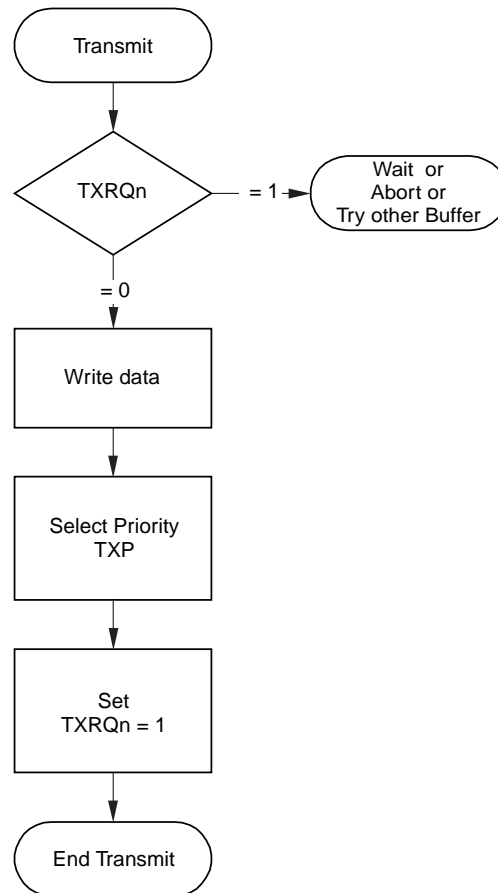 Transmit
TXRQn
= 1
Wait or
Abort or
Try other Buffer
= 0
Write data
Select Priority
TXP
Set
TXRQn = 1
End Transmit